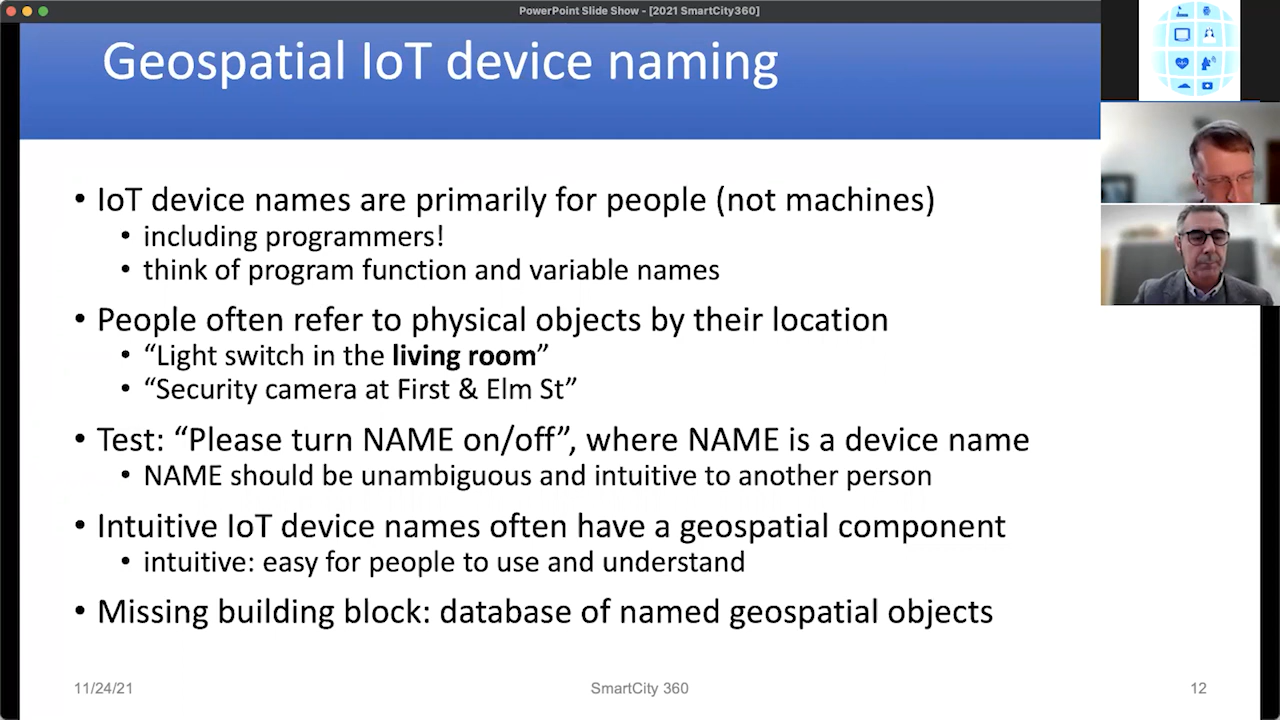 PowerPoint Slide Show - [2021 SmartCity360]
Geospatial IoT device naming
• IoT device names are primarily for people (not machines)
• including programmers!
• think of program function and variable names
• People often refer to physical objects by their location
• “Light switch in the living room”
• “Security camera at First & Elm St”
• Test: “Please turn NAME on/off”, where NAME is a device name
• NAME should be unambiguous and intuitive to another person
• Intuitive IoT device names often have a geospatial component
• intuitive: easy for people to use and understand
• Missing building block: database of named geospatial objects
11/24/21
SmartCity 360
12